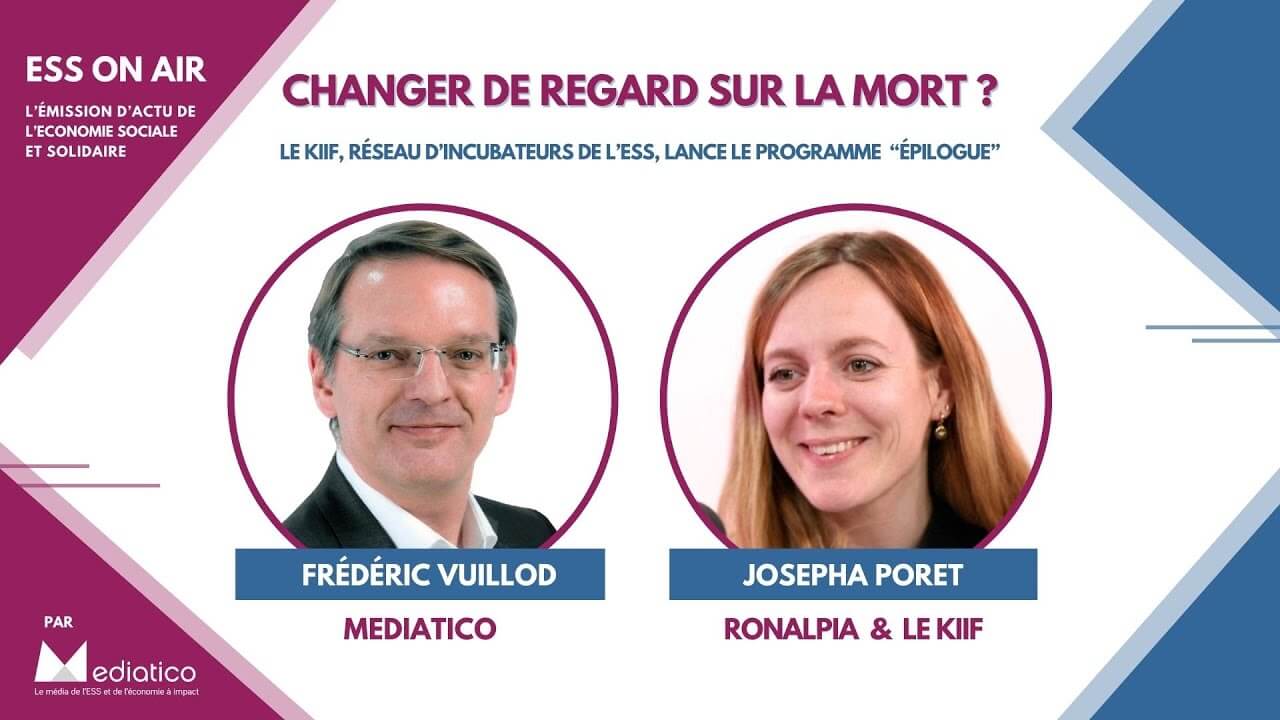 ESS ON AIR
L'ÉMISSION D'ACTU DE
L'ECONOMIE SOCIALE
ET SOLIDAIRE
CHANGER DE REGARD SUR LA MORT ?
LE KIIF, RÉSEAU D'INCUBATEURS DE L'ESS, LANCE LE PROGRAMME “ÉPILOGUE”
FRÉDÉRIC VUILLOD
MEDIATICO
JOSEPHA PORET
RONALPIA & LE KIIF
PAR
Mediatico
Le média de l'ESS et de l'économie à impact